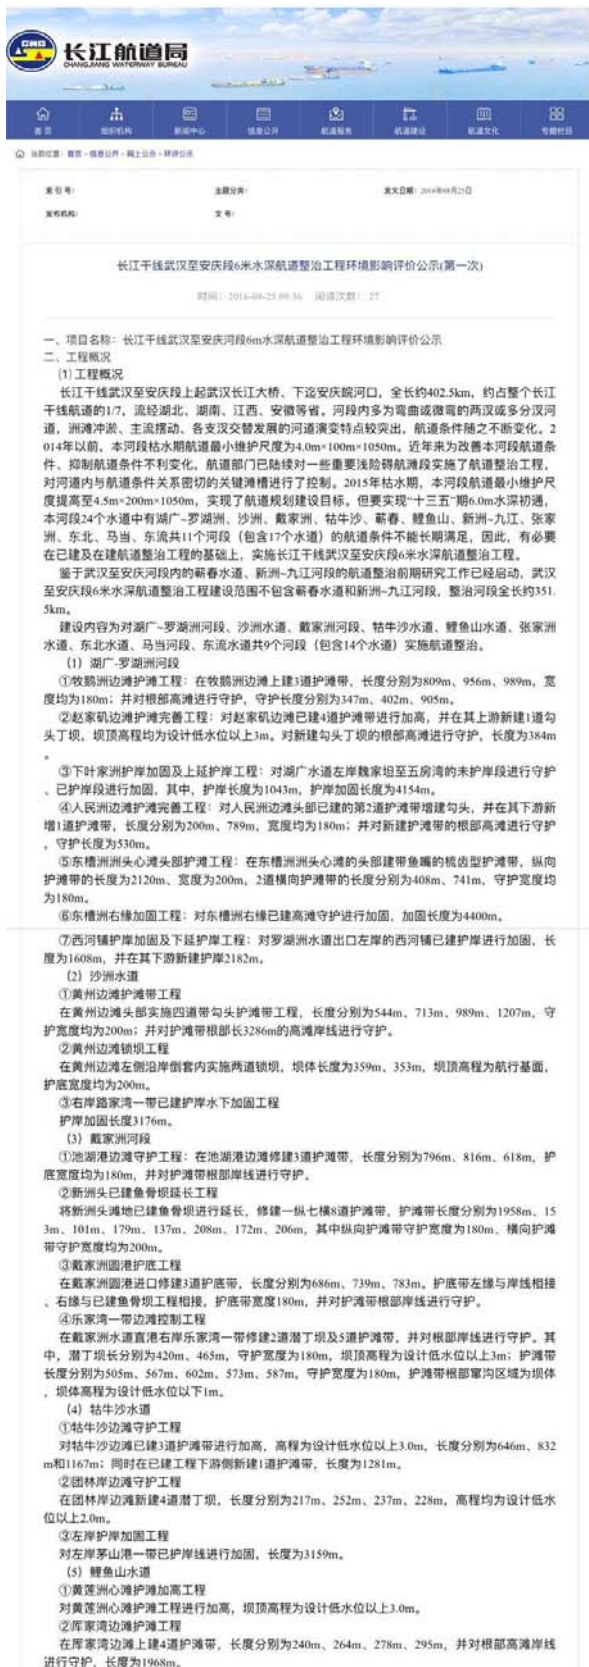 长江航道局
CHANGJIANG WATERWAY BUREAU
首页 组织机构 新闻中心 信息公开 航道服务 航道建设 航道文化 专题栏目
当前位置：首页 > 信息公开 > 网上公示 > 环评公示
索引号： 主题分类： 发文日期：2016年08月25日
发布机构： 文号：
长江干线武汉至安庆段6米水深航道整治工程环境影响评价公示(第一次)
时间：2016-08-25 09:36 阅读次数：27
一、项目名称：长江干线武汉至安庆河段6m水深航道整治工程环境影响评价公示
二、工程概况
(1)工程概况
长江干线武汉至安庆段上起武汉长江大桥、下迄安庆皖河口，全长约402.5km，约占整个长江
干线航道的1/7，流经湖北、湖南、江西、安徽等省。河段内多为弯曲或微弯的两汊或多分汊河
道，洲滩冲淤、主流摆动、各支汊交替发展的河道演变特点较突出，航道条件随之不断变化。2
014年以前，本河段枯水期航道最小维护尺度为4.0m×100m×1050m。近年来为改善本河段航道条
件、抑制航道条件不利变化，航道部门已陆续对一些重要浅险碍航滩段实施了航道整治工程，
对河道内与航道条件关系密切的关键滩槽进行了控制。2015年枯水期，本河段航道最小维护尺
度提高至4.5m×200m×1050m，实现了航道规划建设目标。但要实现“十三五”期6.0m水深初通，
本河段24个水道中有湖广~罗湖洲、沙洲、戴家洲、牯牛沙、蕲春、鲤鱼山、新洲~九江、张家
洲、东北、马当、东流共11个河段（包含17个水道）的航道条件不能长期满足，因此，有必要
在已建及在建航道整治工程的基础上，实施长江干线武汉至安庆段6米水深航道整治工程。
鉴于武汉至安庆河段内的蕲春水道、新洲~九江河段的航道整治前期研究工作已经启动，武汉
至安庆段6米水深航道整治工程建设范围不包含蕲春水道和新洲~九江河段，整治河段全长约351.
5km。
建设内容为对湖广~罗湖洲河段、沙洲水道、戴家洲河段、牯牛沙水道、鲤鱼山水道、张家洲
水道、东北水道、马当河段、东流水道共9个河段（包含14个水道）实施航道整治。
（1）湖广-罗湖洲河段
①牧鹅洲边滩护滩工程：在牧鹅洲边滩上建3道护滩带，长度分别为809m、956m、989m，宽
度均为180m；并对根部高滩进行守护，守护长度分别为347m、402m、905m。
②赵家矶边滩护滩完善工程：对赵家矶边滩已建4道护滩带进行加高，并在其上游新建1道勾
头丁坝，坝顶高程均为设计低水位以上3m。对新建勾头丁坝的根部高滩进行守护，长度为384m
。
③下叶家洲护岸加固及上延护岸工程：对湖广水道左岸魏家坦至五房湾的未护岸段进行守护
、已护岸段进行加固，其中，护岸长度为1043m，护岸加固长度为4154m。
④人民洲边滩护滩完善工程：对人民洲边滩头部已建的第2道护滩带增建勾头，并在其下游新
增1道护滩带，长度分别为200m、789m，宽度均为180m；并对新建护滩带的根部高滩进行守护
，守护长度为530m。
⑤东槽洲洲头心滩头部护滩工程：在东槽洲洲头心滩的头部建带鱼嘴的梳齿型护滩带，纵向
护滩带的长度为2120m、宽度为200m，2道横向护滩带的长度分别为408m、741m，守护宽度均
为180m。
⑥东槽洲右缘加固工程：对东槽洲右缘已建高滩守护进行加固，加固长度为4400m。
⑦西河铺护岸加固及下延护岸工程：对罗湖洲水道出口左岸的西河铺已建护岸进行加固，长
度为1608m，并在其下游新建护岸2182m。
（2）沙洲水道
①黄州边滩护滩带工程
在黄州边滩头部实施四道带勾头护滩带工程，长度分别为544m、713m、989m、1207m，守
护宽度均为200m；并对护滩带根部长3286m的高滩岸线进行守护。
②黄州边滩锁坝工程
在黄州边滩左侧沿岸倒套内实施两道锁坝，坝体长度为359m、353m，坝顶高程为航行基面，
护底宽度均为200m。
③右岸路家湾一带已建护岸水下加固工程
护岸加固长度3176m。
（3）戴家洲河段
①池湖港边滩守护工程：在池湖港边滩修建3道护滩带，长度分别为796m、816m、618m，护
底宽度均为180m，并对护滩带根部岸线进行守护。
②新洲头已建鱼骨坝延长工程
将新洲头滩地已建鱼骨坝进行延长，修建一纵七横8道护滩带，护滩带长度分别为1958m、15
3m、101m、179m、137m、208m、172m、206m，其中纵向护滩带守护宽度为180m、横向护滩
带守护宽度均为200m。
③戴家洲圆港护底工程
在戴家洲圆港进口修建3道护底带，长度分别为686m、739m、783m。护底带左缘与岸线相接
、右缘与已建鱼骨坝工程相接，护底带宽度180m，并对护滩带根部岸线进行守护。
④乐家湾一带边滩控制工程
在戴家洲水道直港右岸乐家湾一带修建2道潜丁坝及5道护滩带，并对根部岸线进行守护。其
中，潜丁坝长分别为420m、465m，守护宽度为180m，坝顶高程为设计低水位以上3m；护滩带
长度分别为505m、567m、602m、573m、587m，守护宽度为180m，护滩带根部窜沟区域为坝体
，坝体高程为设计低水位以下1m。
（4）牯牛沙水道
①牯牛沙边滩守护工程
对牯牛沙边滩已建3道护滩带进行加高，高程为设计低水位以上3.0m，长度分别为646m、832
m和1167m；同时在已建工程下游侧新建1道护滩带，长度为1281m。
②团林岸边滩守护工程
在团林岸边滩新建4道潜丁坝，长度分别为217m、252m、237m、228m，高程均为设计低水
位以上2.0m。
③左岸护岸加固工程
对左岸茅山港一带已护岸线进行加固，长度为3159m。
（5）鲤鱼山水道
①黄莲洲心滩护滩加高工程
对黄莲洲心滩护滩工程进行加高，坝顶高程为设计低水位以上3.0m。
②厍家湾边滩护滩工程
在厍家湾边滩上建4道护滩带，长度分别为240m、264m、278m、295m，并对根部高滩岸线
进行守护，长度为1968m。